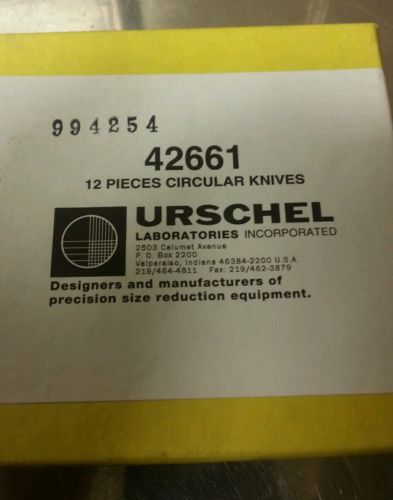 994254
42661
12 PIECES CIRCULAR KNIVES
URSCHEL
LABORATORIES INCORPORATED
2503 Calumet Avenue
P. O. Box 2200
Valparaiso, Indiana 46384-2200 U.S.A.
219/464-4811 Fax: 219/462-3879
Designers and manufacturers of
precision size reduction equipment.